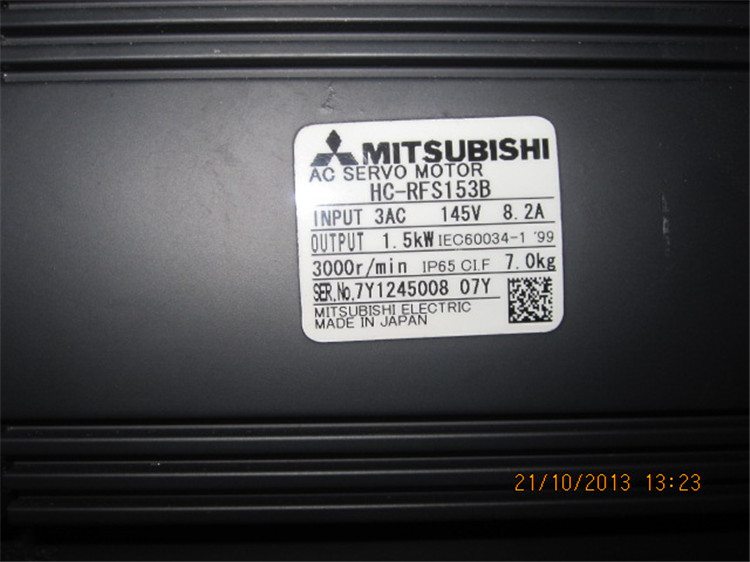 MITSUBISHI
AC SERVO MOTOR
HC-RFS153B
INPUT 3AC 145V 8.2A
OUTPUT 1.5kW IEC60034-1 '99
3000r/min IP65 CI.F 7.0kg
SER.No.7Y1245008 07Y
MITSUBISHI ELECTRIC
MADE IN JAPAN
21/10/2013 13:23